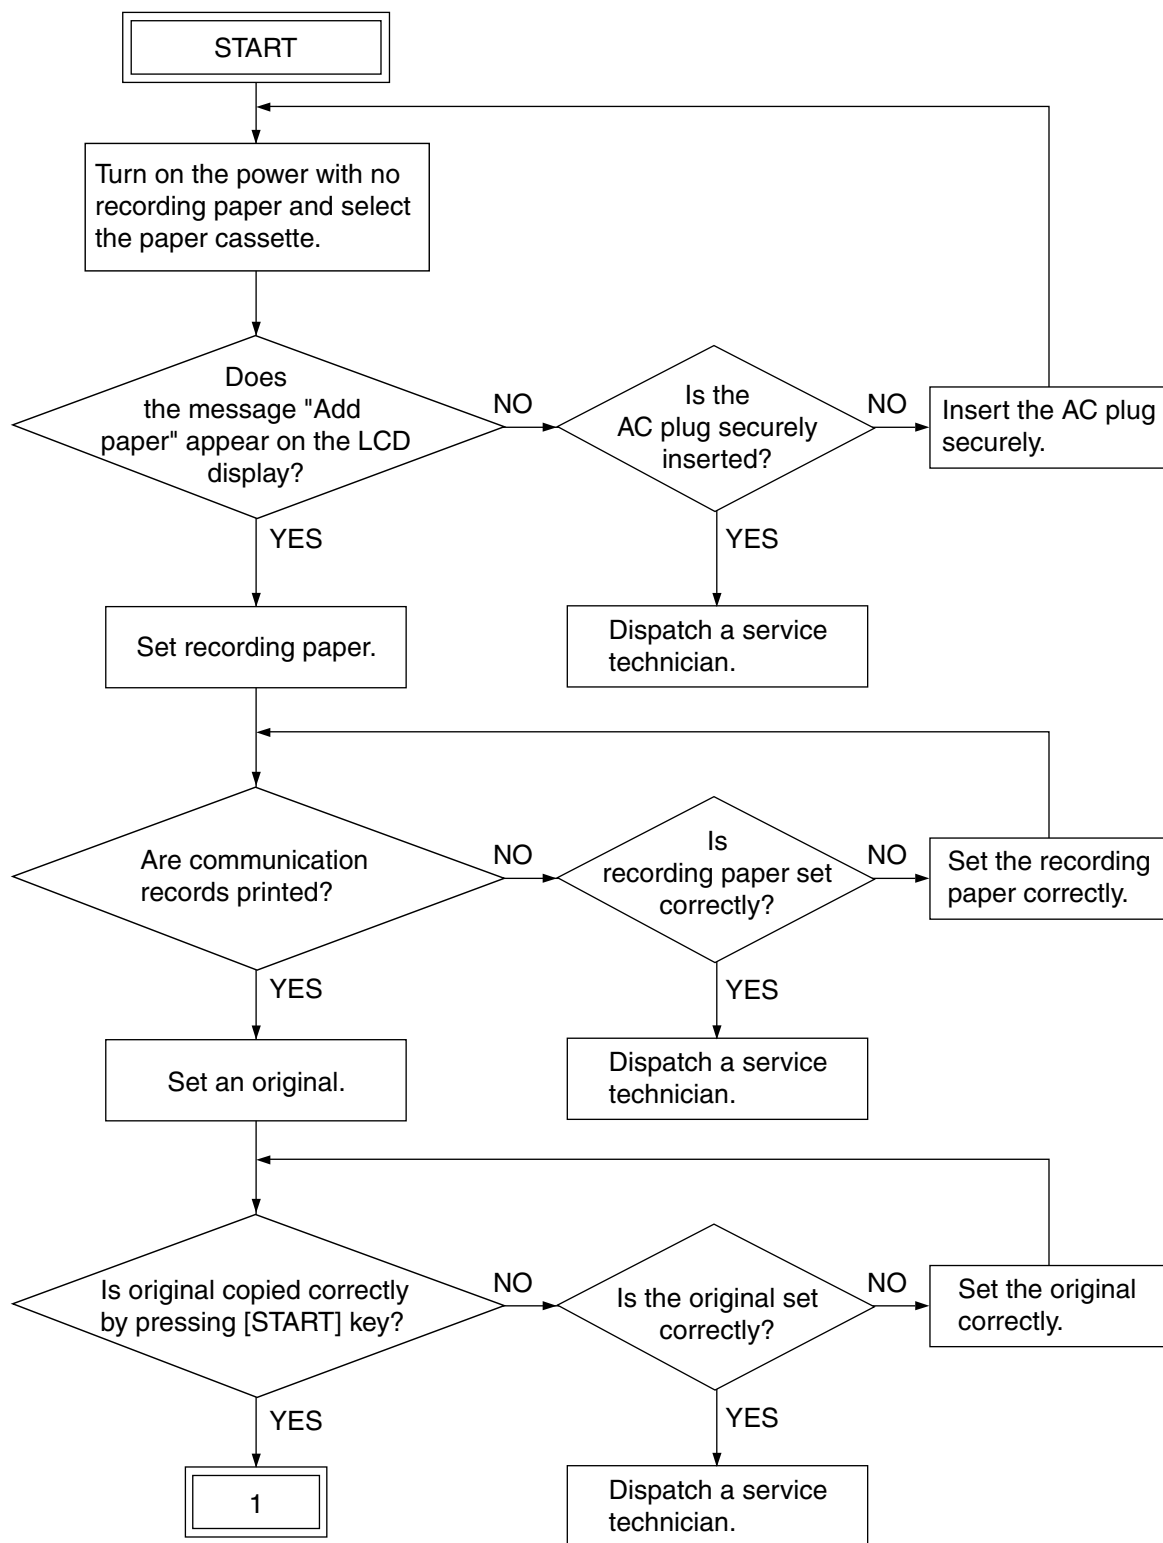 START
Turn on the power with no
recording paper and select
the paper cassette.
Does
the message "Add
paper" appear on the LCD
display?
NO
Is the
AC plug securely
inserted?
NO
Insert the AC plug
securely.
YES
YES
Set recording paper.
Dispatch a service
technician.
Are communication
records printed?
NO
Is
recording paper set
correctly?
NO
Set the recording
paper correctly.
YES
YES
Set an original.
Dispatch a service
technician.
Is original copied correctly
by pressing [START] key?
NO
Is the original set
correctly?
NO
Set the original
correctly.
YES
YES
1
Dispatch a service
technician.